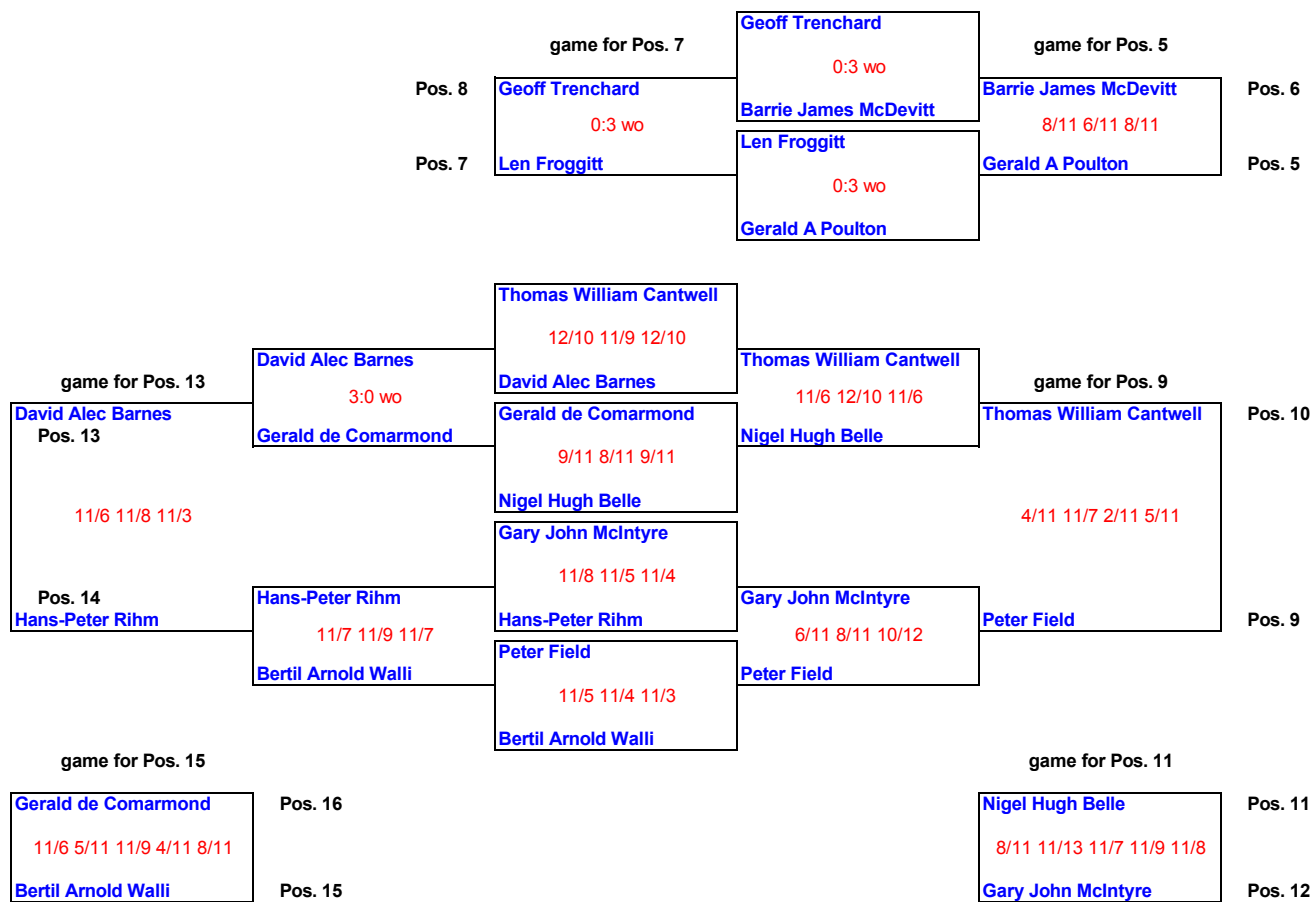 Geoff Trenchard
game for Pos. 7
game for Pos. 5
0:3 wo
Pos. 8
Geoff Trenchard
Barrie James McDevitt
Pos. 6
Barrie James McDevitt
0:3 wo
8/11 6/11 8/11
Len Froggitt
Pos. 7
Len Froggitt
Gerald A Poulton
Pos. 5
0:3 wo
Gerald A Poulton
Thomas William Cantwell
12/10 11/9 12/10
David Alec Barnes
Thomas William Cantwell
game for Pos. 13
David Alec Barnes
game for Pos. 9
3:0 wo
11/6 12/10 11/6
David Alec Barnes
Gerald de Comarmond
Thomas William Cantwell
Pos. 10
Pos. 13
Gerald de Comarmond
Nigel Hugh Belle
9/11 8/11 9/11
Nigel Hugh Belle
11/6 11/8 11/3
4/11 11/7 2/11 5/11
Gary John McIntyre
11/8 11/5 11/4
Pos. 14
Hans-Peter Rihm
Gary John McIntyre
Hans-Peter Rihm
Hans-Peter Rihm
Peter Field
Pos. 9
11/7 11/9 11/7
6/11 8/11 10/12
Peter Field
Bertil Arnold Walli
Peter Field
11/5 11/4 11/3
Bertil Arnold Walli
game for Pos. 15
game for Pos. 11
Gerald de Comarmond
Pos. 16
Nigel Hugh Belle
Pos. 11
11/6 5/11 11/9 4/11 8/11
8/11 11/13 11/7 11/9 11/8
Bertil Arnold Walli
Pos. 15
Gary John McIntyre
Pos. 12